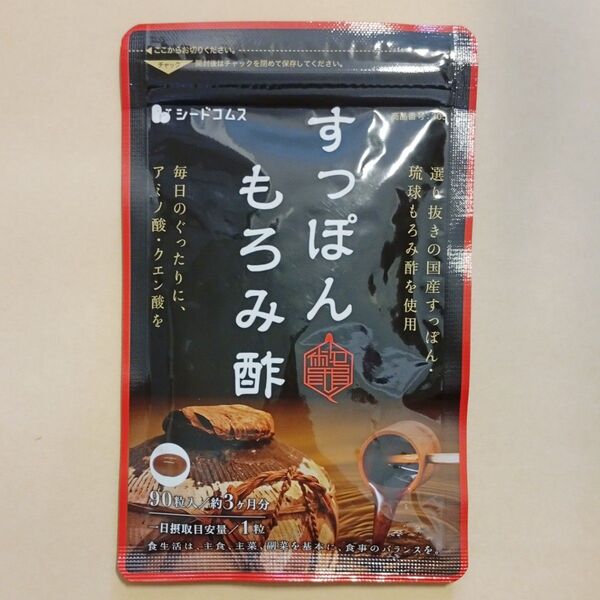 ここからお切りください。
チャック
開封後はチャックを閉めて保存してください。
シードコムス
商品番号:
すっぽん
もろみ酢
選り抜きの国産すっぽん・
琉球もろみ酢を使用
毎日のぐったりに、
アミノ酸・クエン酸を
90粒入/約3ヶ月分
一日摂取目安量/1粒
食生活は、主食、主菜、副菜を基本に、食事のバランスを。